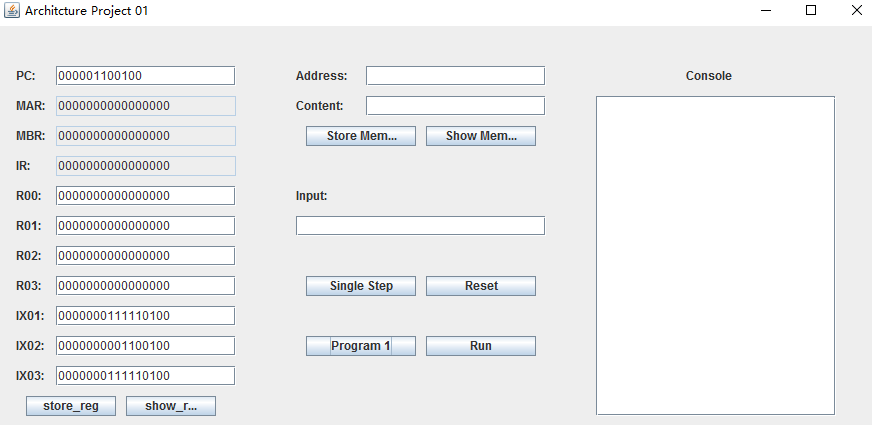 Architcture Project 01
PC: 000001100100 Address: Console
MAR: 0000000000000000 Content:
MBR: 0000000000000000 Store Mem... Show Mem...
IR: 0000000000000000
R00: 0000000000000000 Input:
R01: 0000000000000000
R02: 0000000000000000
R03: 0000000000000000 Single Step Reset
IX01: 0000000111110100
IX02: 0000000001100100 Program 1 Run
IX03: 0000000111110100
store_reg show_r...